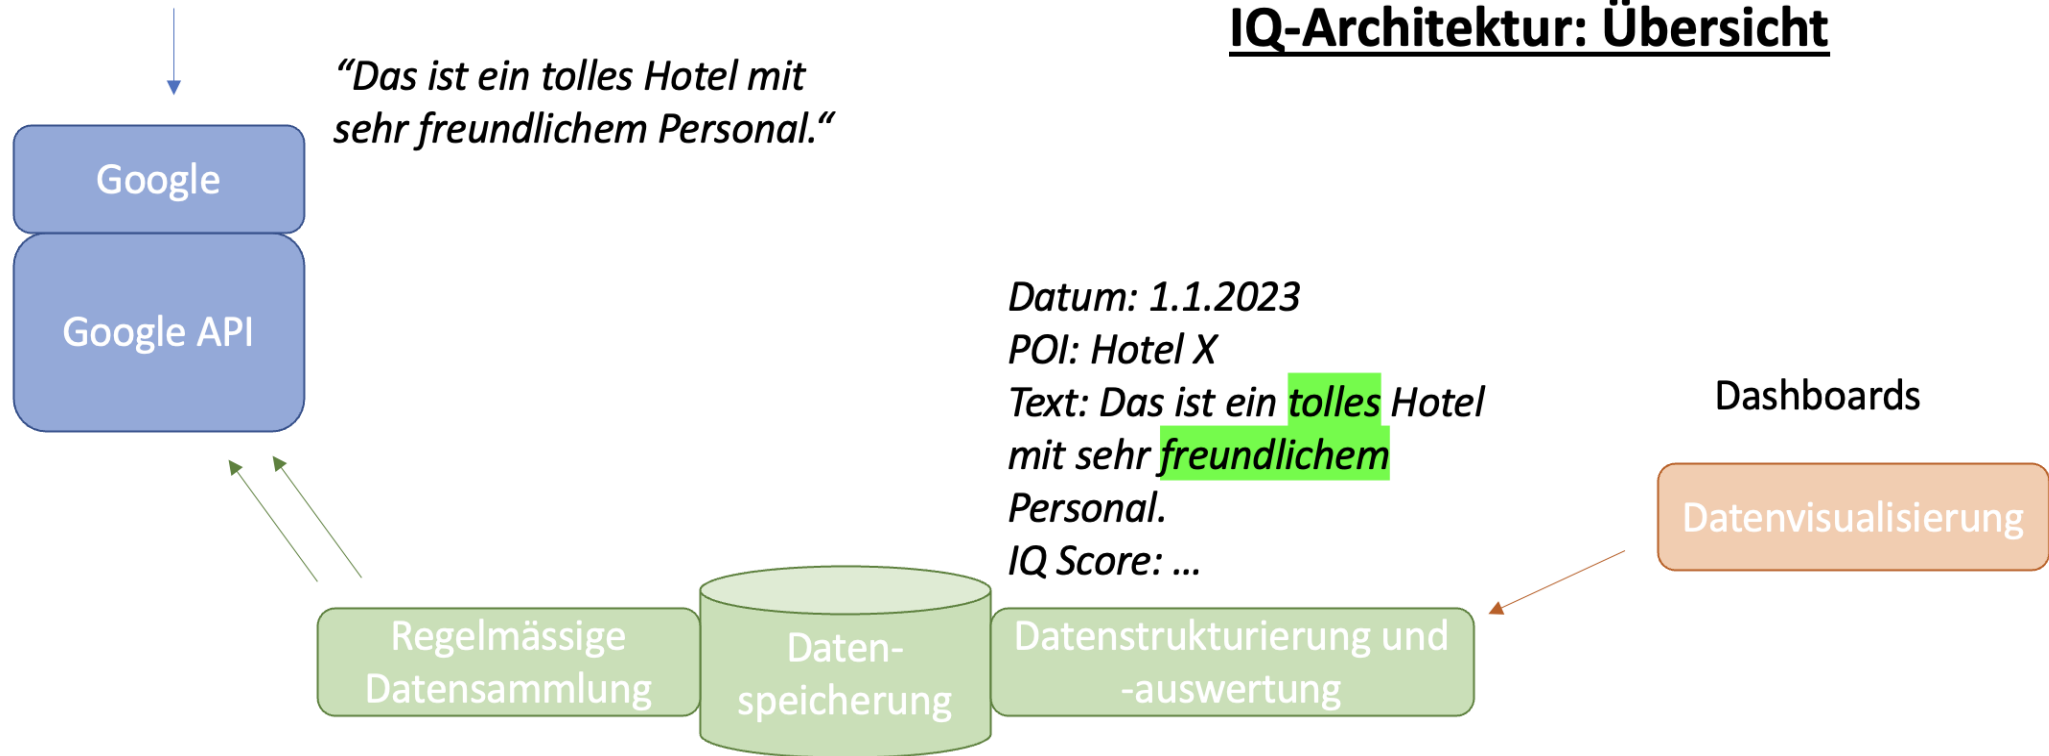 IQ-Architektur: Übersicht
“Das ist ein tolles Hotel mit
sehr freundlichem Personal.“
Google
Google API
Datum: 1.1.2023
POI: Hotel X
Text: Das ist ein tolles Hotel
mit sehr freundlichem
Personal.
IQ Score: ...
Dashboards
Datenvisualisierung
Regelmässige
Datensammlung
Daten-
speicherung
Datenstrukturierung und
-auswertung